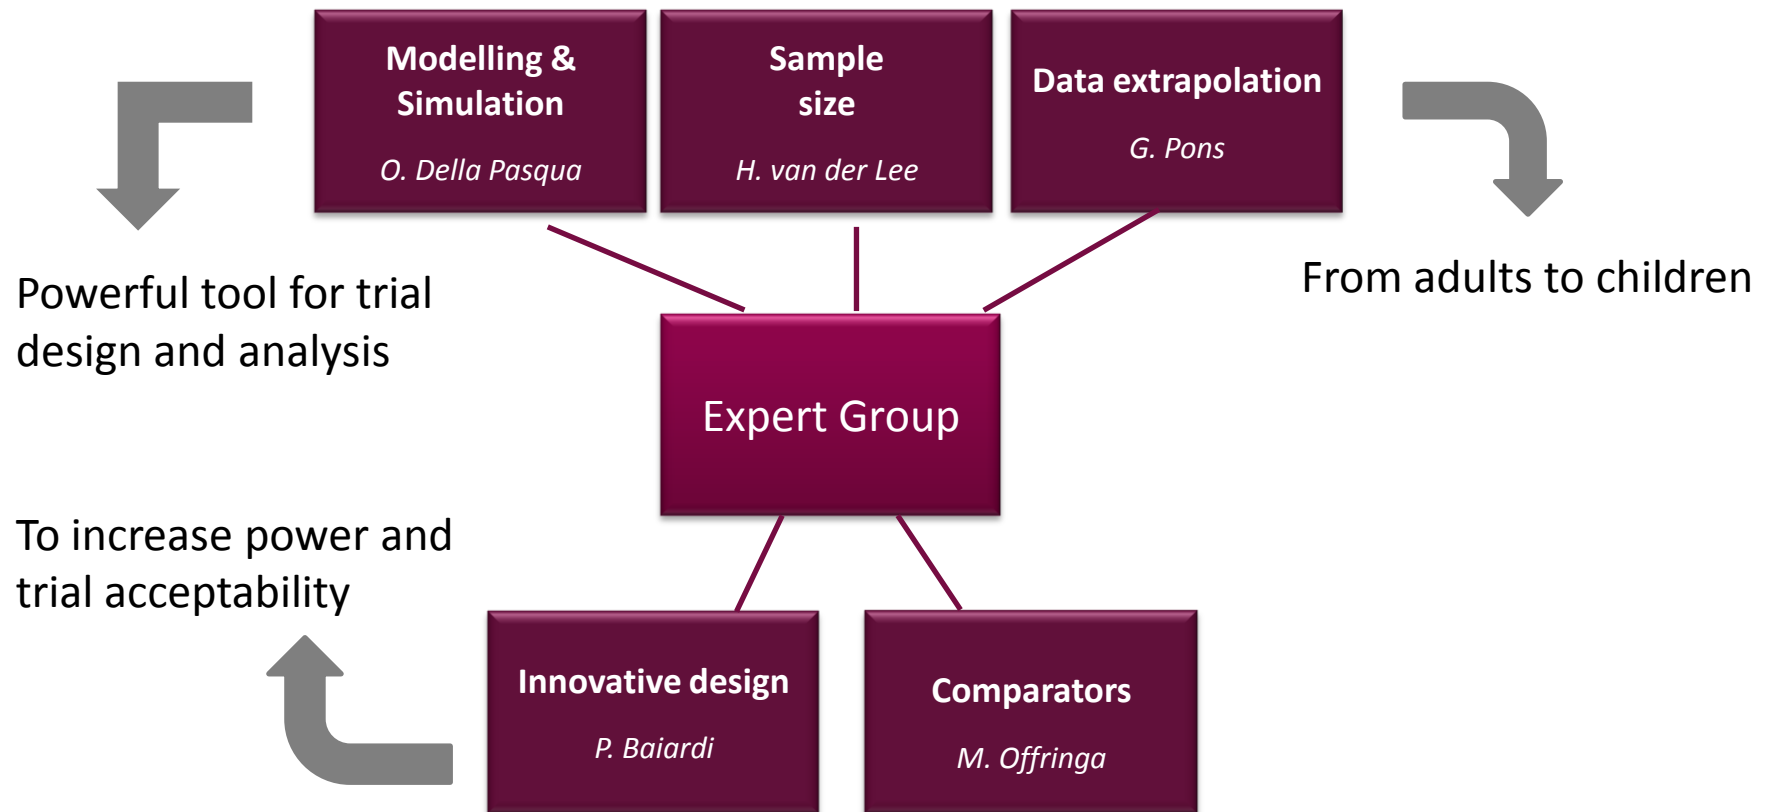 Modelling &
Simulation
O. Della Pasqua
Sample
size
H. van der Lee
Data extrapolation
G. Pons
Powerful tool for trial
design and analysis
From adults to children
Expert Group
To increase power and
trial acceptability
Innovative design
P. Baiardi
Comparators
M. Offringa